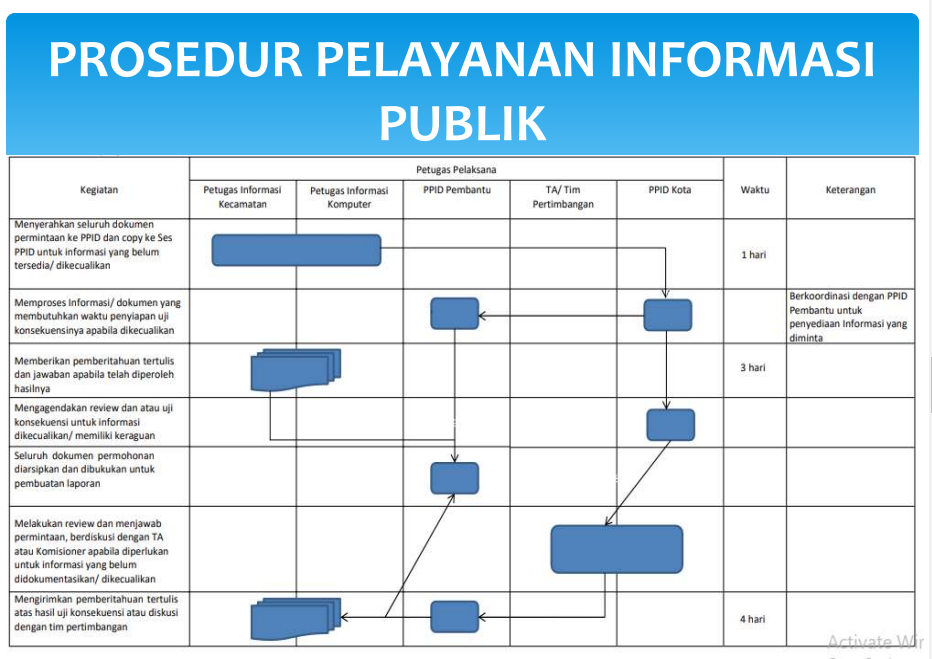 PROSEDUR PELAYANAN INFORMASI
PUBLIK
Kegiatan
Petugas Pelaksana
Petugas Informasi
Kecamatan
Petugas Informasi
Komputer
PPID Pembantu
TA/ Tim
Pertimbangan
PPID Kota
Waktu
Keterangan
Menyerahkan seluruh dokumen
permintaan ke PPID dan copy ke Ses
PPID untuk informasi yang belum
tersedia/ dikecualikan
1 hari
Memproses Informasi/ dokumen yang
membutuhkan waktu penyiapan uji
konsekuensinya apabila dikecualikan
Berkoordinasi dengan PPID
Pembantu untuk
penyediaan Informasi yang
diminta
Memberikan pemberitahuan tertulis
dan jawaban apabila telah diperoleh
hasilnya
3 hari
Mengagendakan review dan atau uji
konsekuensi untuk informasi
dikecualikan/ memiliki keraguan
Seluruh dokumen permohonan
diarsipkan dan dibukukan untuk
pembuatan laporan
Melakukan review dan menjawab
permintaan, berdiskusi dengan TA
atau Komisioner apabila diperlukan
untuk informasi yang belum
didokumentasikan/ dikecualikan
Mengirimkan pemberitahuan tertulis
atas hasil uji konsekuensi atau diskusi
dengan tim pertimbangan
4 hari
Activate Wir